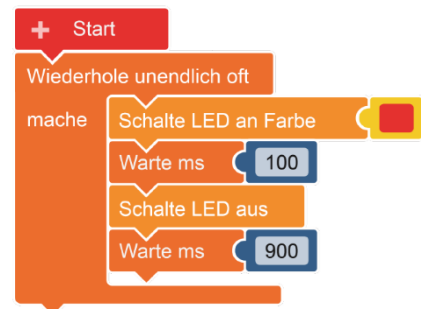 + Start
Wiederhole unendlich oft
mache
Schalte LED an Farbe
Warte ms 100
Schalte LED aus
Warte ms 900